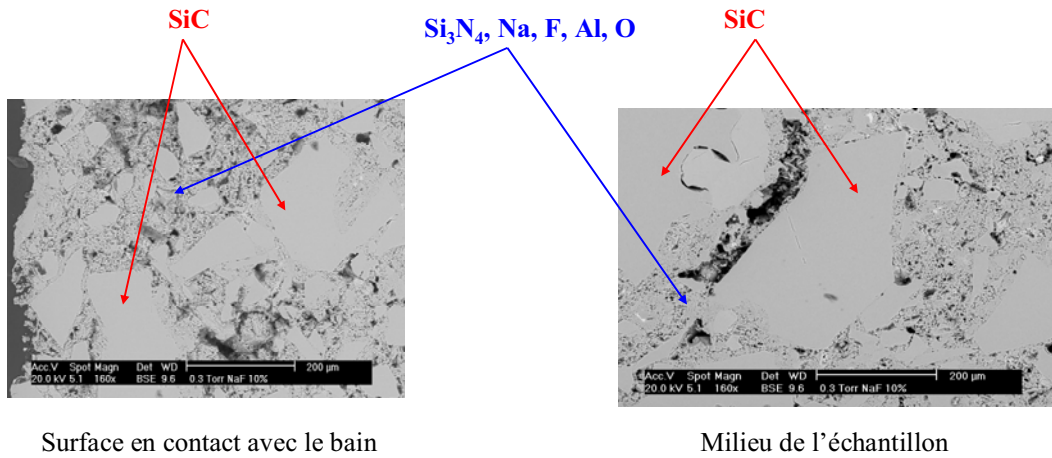 SiC
Si₃N₄, Na, F, Al, O
SiC
Acc.V Spot Magn Det WD 200 µm
20.0 kV 5.1 160x BSE 9.6 0.3 Torr NaF 10%
Acc.V Spot Magn Det WD 200 µm
20.0 kV 5.1 160x BSE 9.6 0.3 Torr NaF 10%
Surface en contact avec le bain
Milieu de l’échantillon